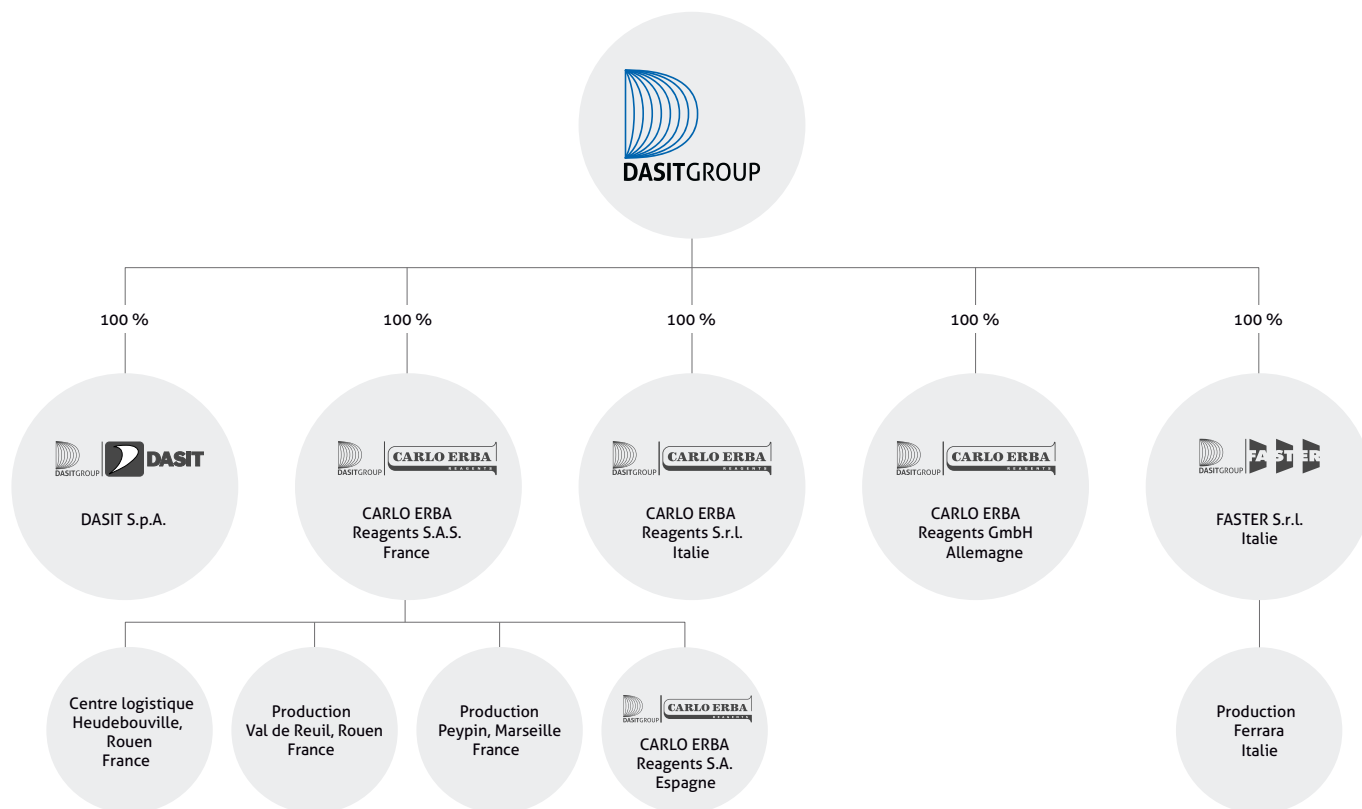 DASITGROUP
100 %
100 %
100 %
100 %
100 %
DASITGROUP
DASIT
DASIT S.p.A.
DASITGROUP
CARLO ERBA
REAGENTS
CARLO ERBA
Reagents S.A.S.
France
DASITGROUP
CARLO ERBA
REAGENTS
CARLO ERBA
Reagents S.r.l.
Italie
DASITGROUP
CARLO ERBA
REAGENTS
CARLO ERBA
Reagents GmbH
Allemagne
DASITGROUP
FASTER
FASTER S.r.l.
Italie
Centre logistique
Heudebouville,
Rouen
France
Production
Val de Reuil, Rouen
France
Production
Peypin, Marseille
France
DASITGROUP
CARLO ERBA
REAGENTS
CARLO ERBA
Reagents S.A.
Espagne
Production
Ferrara
Italie